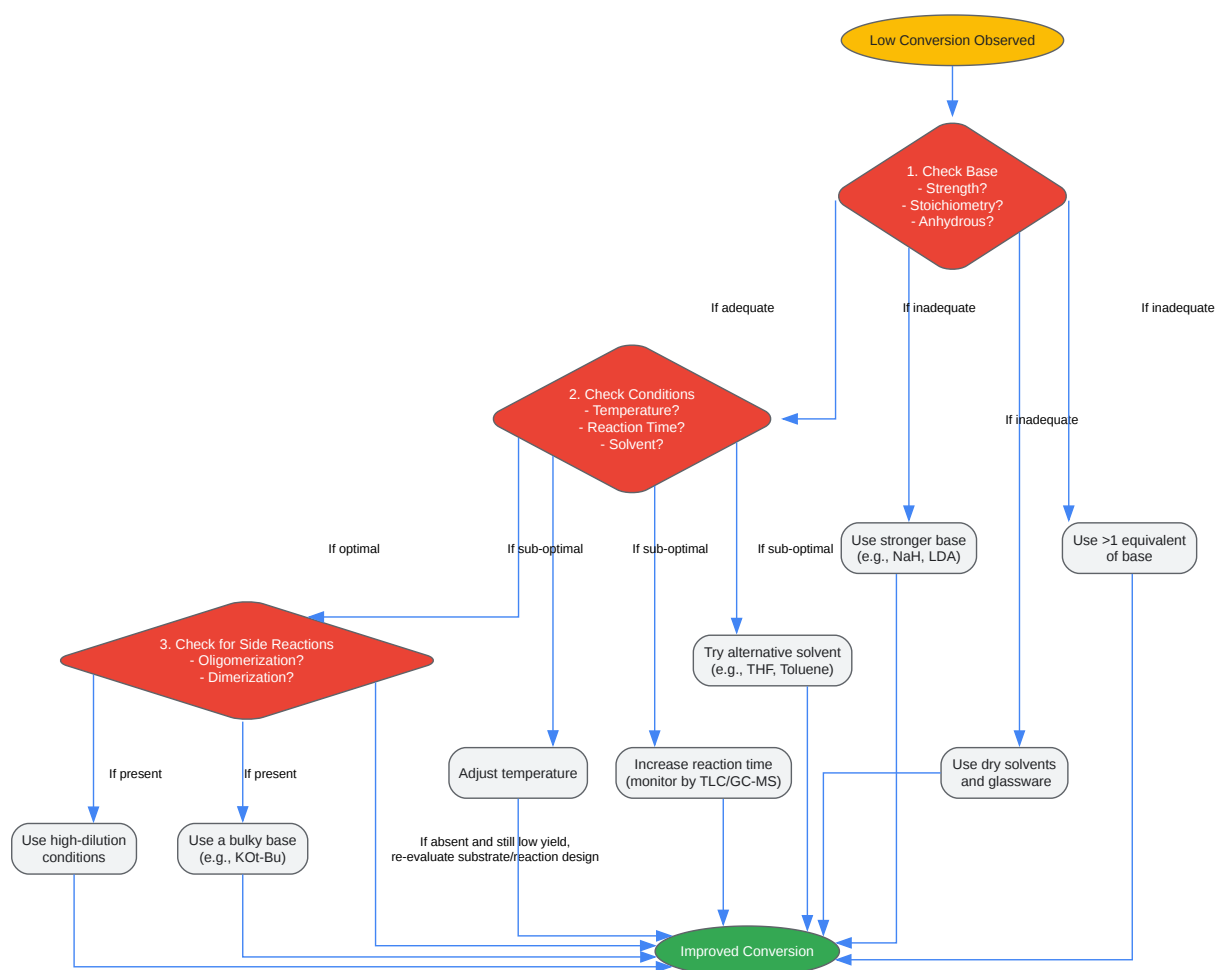 Low Conversion Observed
1. Check Base
- Strength?
- Stoichiometry?
- Anhydrous?
If adequate
If inadequate
If inadequate
2. Check Conditions
- Temperature?
- Reaction Time?
- Solvent?
If inadequate
Use stronger base
(e.g., NaH, LDA)
Use >1 equivalent
of base
If optimal
If sub-optimal
If sub-optimal
If sub-optimal
3. Check for Side Reactions
- Oligomerization?
- Dimerization?
Try alternative solvent
(e.g., THF, Toluene)
If present
If present
Adjust temperature
Increase reaction time
(monitor by TLC/GC-MS)
Use dry solvents
and glassware
Use high-dilution
conditions
Use a bulky base
(e.g., KOt-Bu)
If absent and still low yield,
re-evaluate substrate/reaction design
Improved Conversion